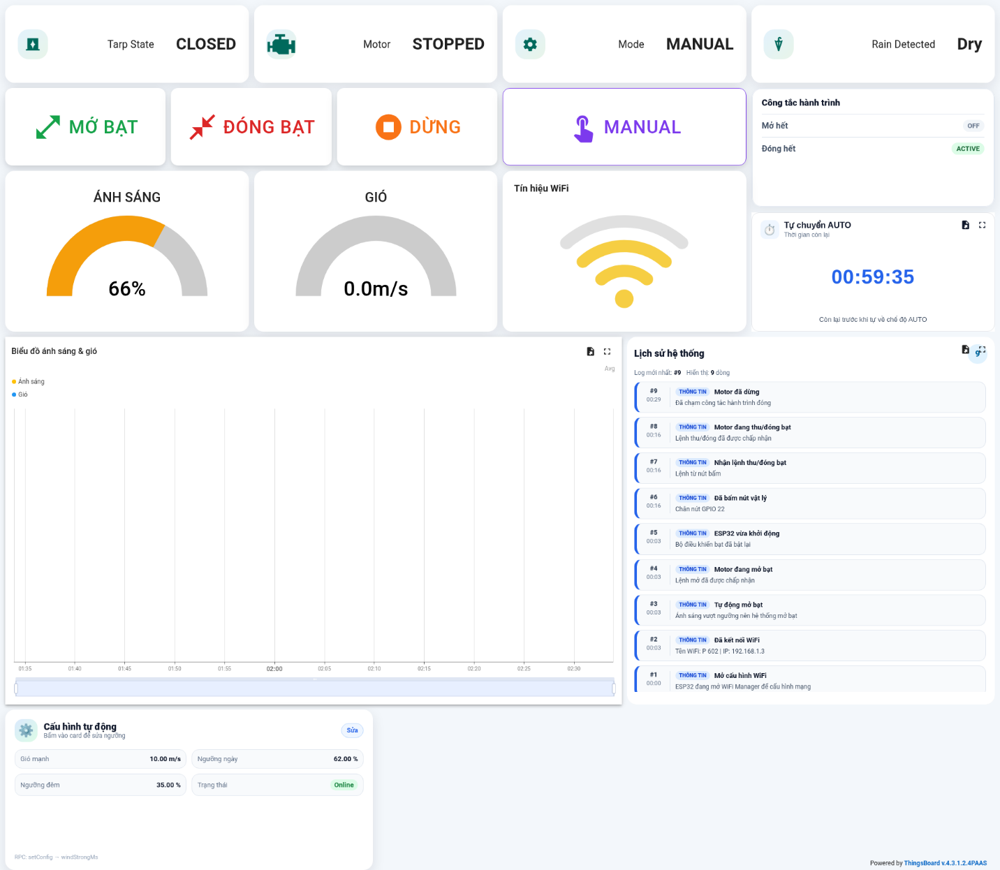 Tarp State CLOSED
Motor STOPPED
Mode MANUAL
Rain Detected Dry
MỞ BẠT
ĐÓNG BẠT
DỪNG
MANUAL
Công tắc hành trình
Mở hết OFF
Đóng hết ACTIVE
ÁNH SÁNG
66%
GIÓ
0.0m/s
Tín hiệu WiFi
Tự chuyển AUTO
Thời gian còn lại
00:59:35
Còn lại trước khi tự về chế độ AUTO
Biểu đồ ánh sáng & gió
Avg
Ánh sáng
Gió
01:35 01:40 01:45 01:50 01:55 02:00 02:05 02:10 02:15 02:20 02:25 02:30
Lịch sử hệ thống
9
Log mới nhất: #9 Hiển thị: 9 dòng
#9 THÔNG TIN Motor đã dừng
00:29 Đã chạm công tắc hành trình đóng
#8 THÔNG TIN Motor đang thu/đóng bạt
00:16 Lệnh thu/đóng đã được chấp nhận
#7 THÔNG TIN Nhận lệnh thu/đóng bạt
00:16 Lệnh từ nút bấm
#6 THÔNG TIN Đã bấm nút vật lý
00:16 Chân nút GPIO 22
#5 THÔNG TIN ESP32 vừa khởi động
00:03 Bộ điều khiển bạt đã bật lại
#4 THÔNG TIN Motor đang mở bạt
00:03 Lệnh mở đã được chấp nhận
#3 THÔNG TIN Tự động mở bạt
00:03 Ánh sáng vượt ngưỡng nên hệ thống mở bạt
#2 THÔNG TIN Đã kết nối WiFi
00:03 Tên WiFi: P 602 | IP: 192.168.1.3
#1 THÔNG TIN Mở cấu hình WiFi
00:00 ESP32 đang mở WiFi Manager để cấu hình mạng
Cấu hình tự động
Bấm vào card để sửa ngưỡng
Sửa
Gió mạnh 10.00 m/s
Ngưỡng ngày 62.00 %
Ngưỡng đêm 35.00 %
Trạng thái Online
RPC: setConfig → windStrongMs
Powered by ThingsBoard v.4.3.1.2.4PAAS